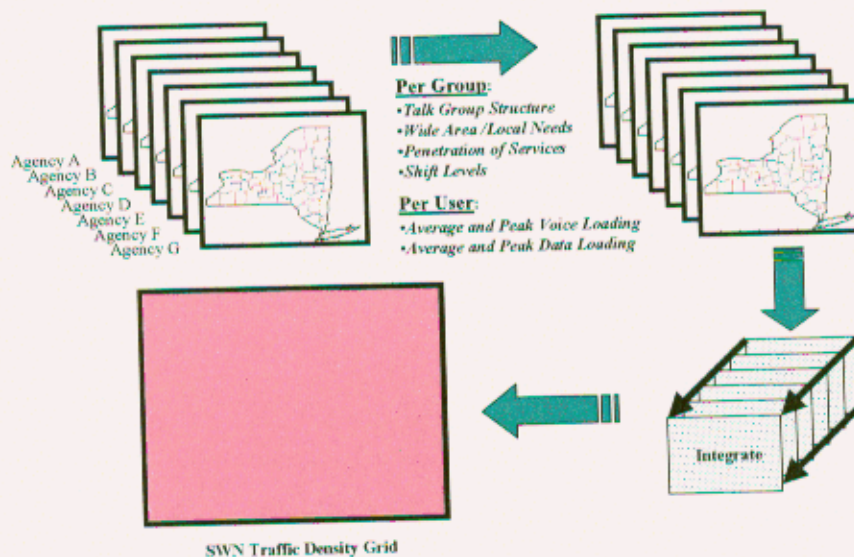 Agency A
Agency B
Agency C
Agency D
Agency E
Agency F
Agency G
Per Group:
•Talk Group Structure
•Wide Area /Local Needs
•Penetration of Services
•Shift Levels
Per User:
•Average and Peak Voice Loading
•Average and Peak Data Loading
Integrate
SWN Traffic Density Grid